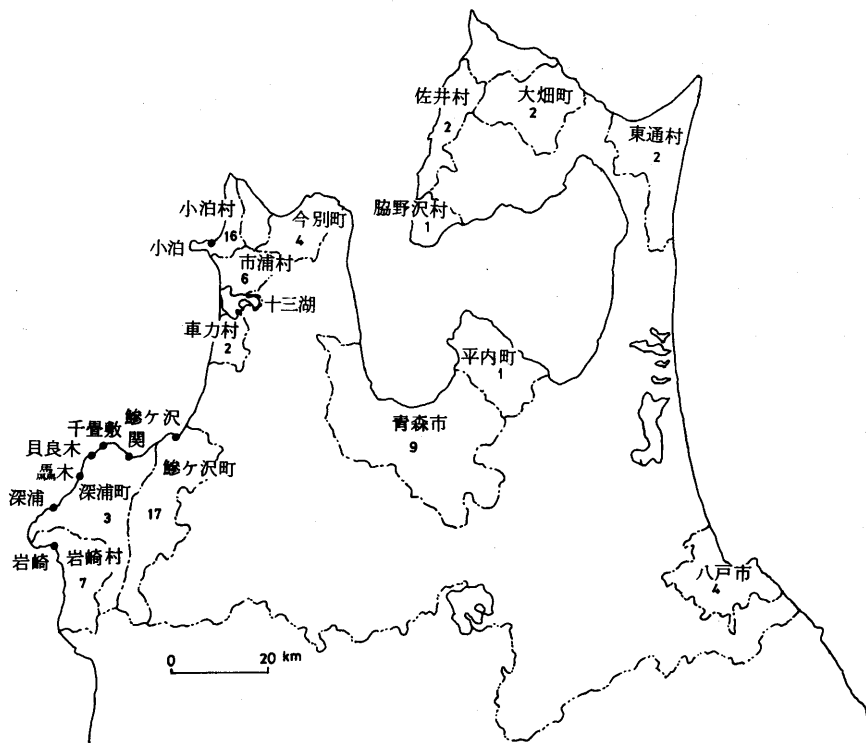 佐井村
2
大畑町
2
東通村
2
脇野沢村
1
小泊村
16
小泊
今別町
4
市浦村
6
十三湖
車力村
2
平内町
1
青森市
9
鰺ケ沢
千畳敷
関
貝良木
轟木
深浦
深浦町
3
鰺ケ沢町
17
岩崎
岩崎村
7
八戸市
4
0 20 km